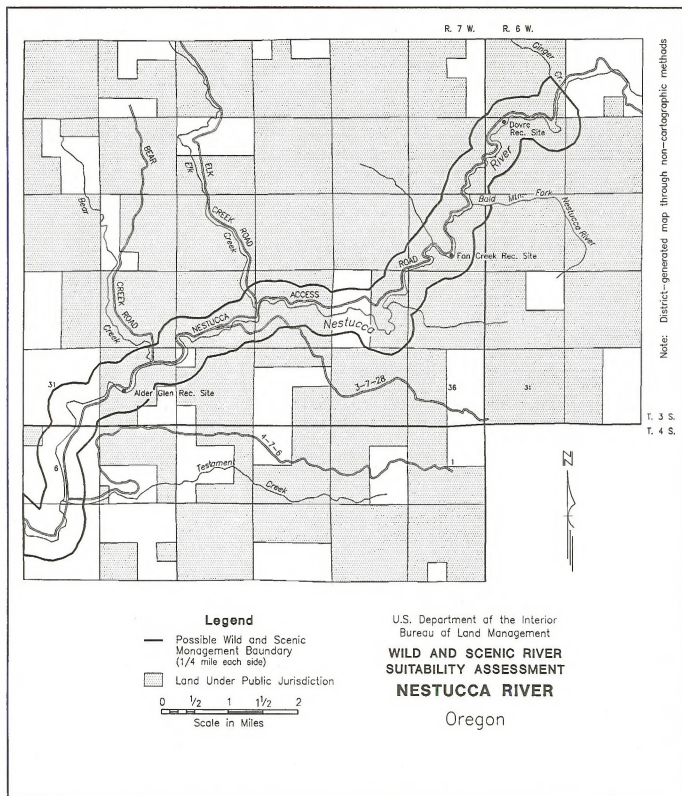 R. 7 W. R. 6 W.
Note: District-generated map through non-cartographic methods
Ginger
Cr.
Dovre
Rec. Site
River
BEAR
Elk
ELK
Bear
CREEK ROAD
Creek
Bald Mtn. Fork
Nestucca River
ROAD
Fan Creek Rec. Site
ACCESS
CREEK ROAD
Creek
NESTUCCA
Nestucca
31
Alder Glen Rec. Site
3-7-28
36
31
T. 3 S.
T. 4 S.
4-7-6
6
Testament
Creek
1
N
Legend
Possible Wild and Scenic
Management Boundary
(1/4 mile each side)
Land Under Public Jurisdiction
0 1/2 1 1 1/2 2
Scale in Miles
U.S. Department of the Interior
Bureau of Land Management
WILD AND SCENIC RIVER
SUITABILITY ASSESSMENT
NESTUCCA RIVER
Oregon